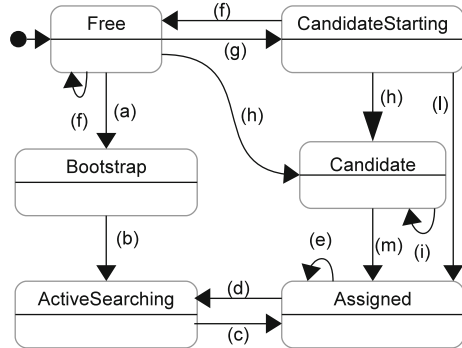 Free
(f)
CandidateStarting
(g)
(f)
(a)
(h)
(h)
(l)
Bootstrap
Candidate
(b)
(e)
(m)
(i)
ActiveSearching
(d)
(c)
Assigned